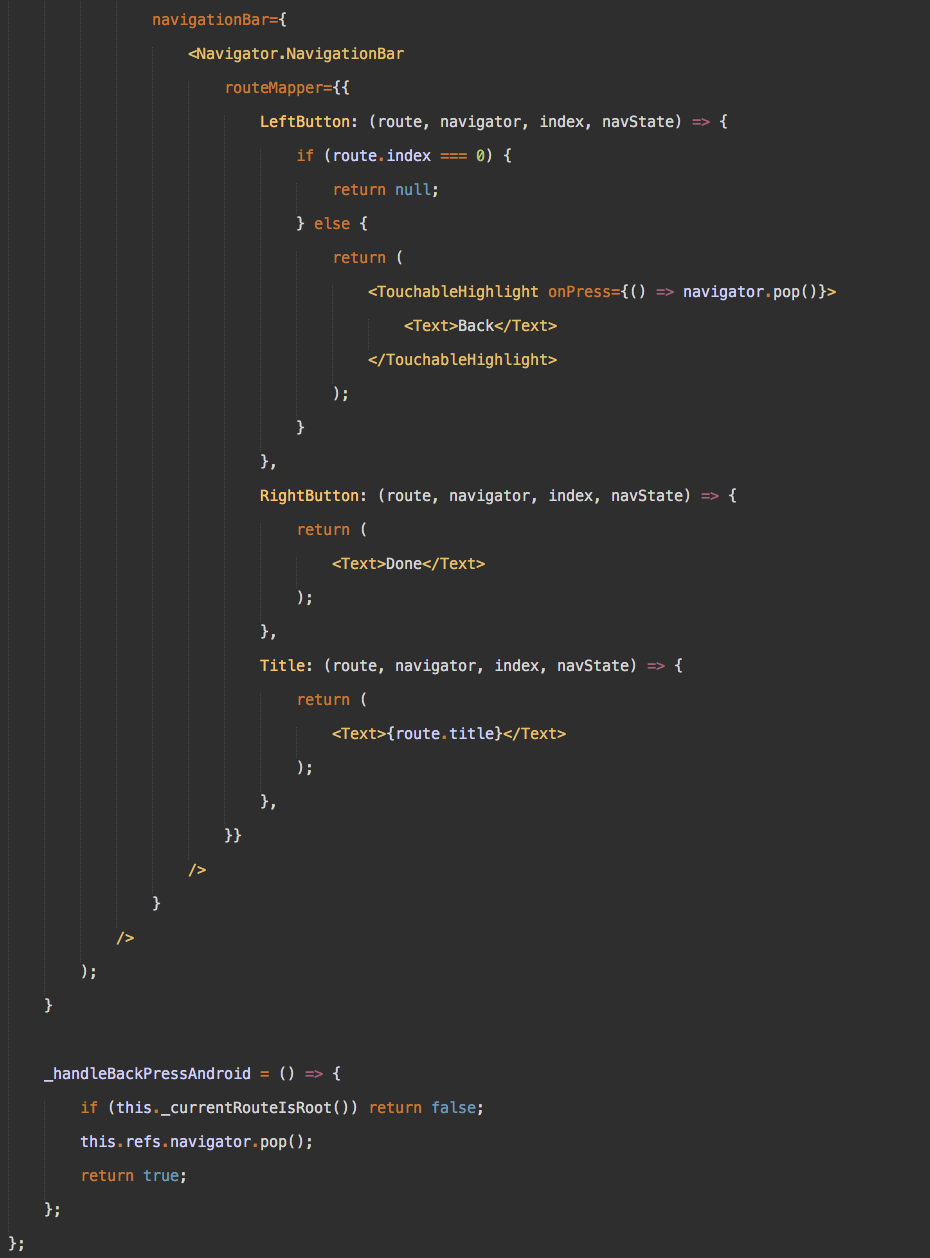 navigationBar={
<Navigator.NavigationBar
routeMapper={{
LeftButton: (route, navigator, index, navState) => {
if (route.index === 0) {
return null;
} else {
return (
<TouchableHighlight onPress={() => navigator.pop()}>
<Text>Back</Text>
</TouchableHighlight>
);
}
},
RightButton: (route, navigator, index, navState) => {
return (
<Text>Done</Text>
);
},
Title: (route, navigator, index, navState) => {
return (
<Text>{route.title}</Text>
);
},
}}
/>
}
/>
);
}
_handleBackPressAndroid = () => {
if (this._currentRouteIsRoot()) return false;
this.refs.navigator.pop();
return true;
};
};